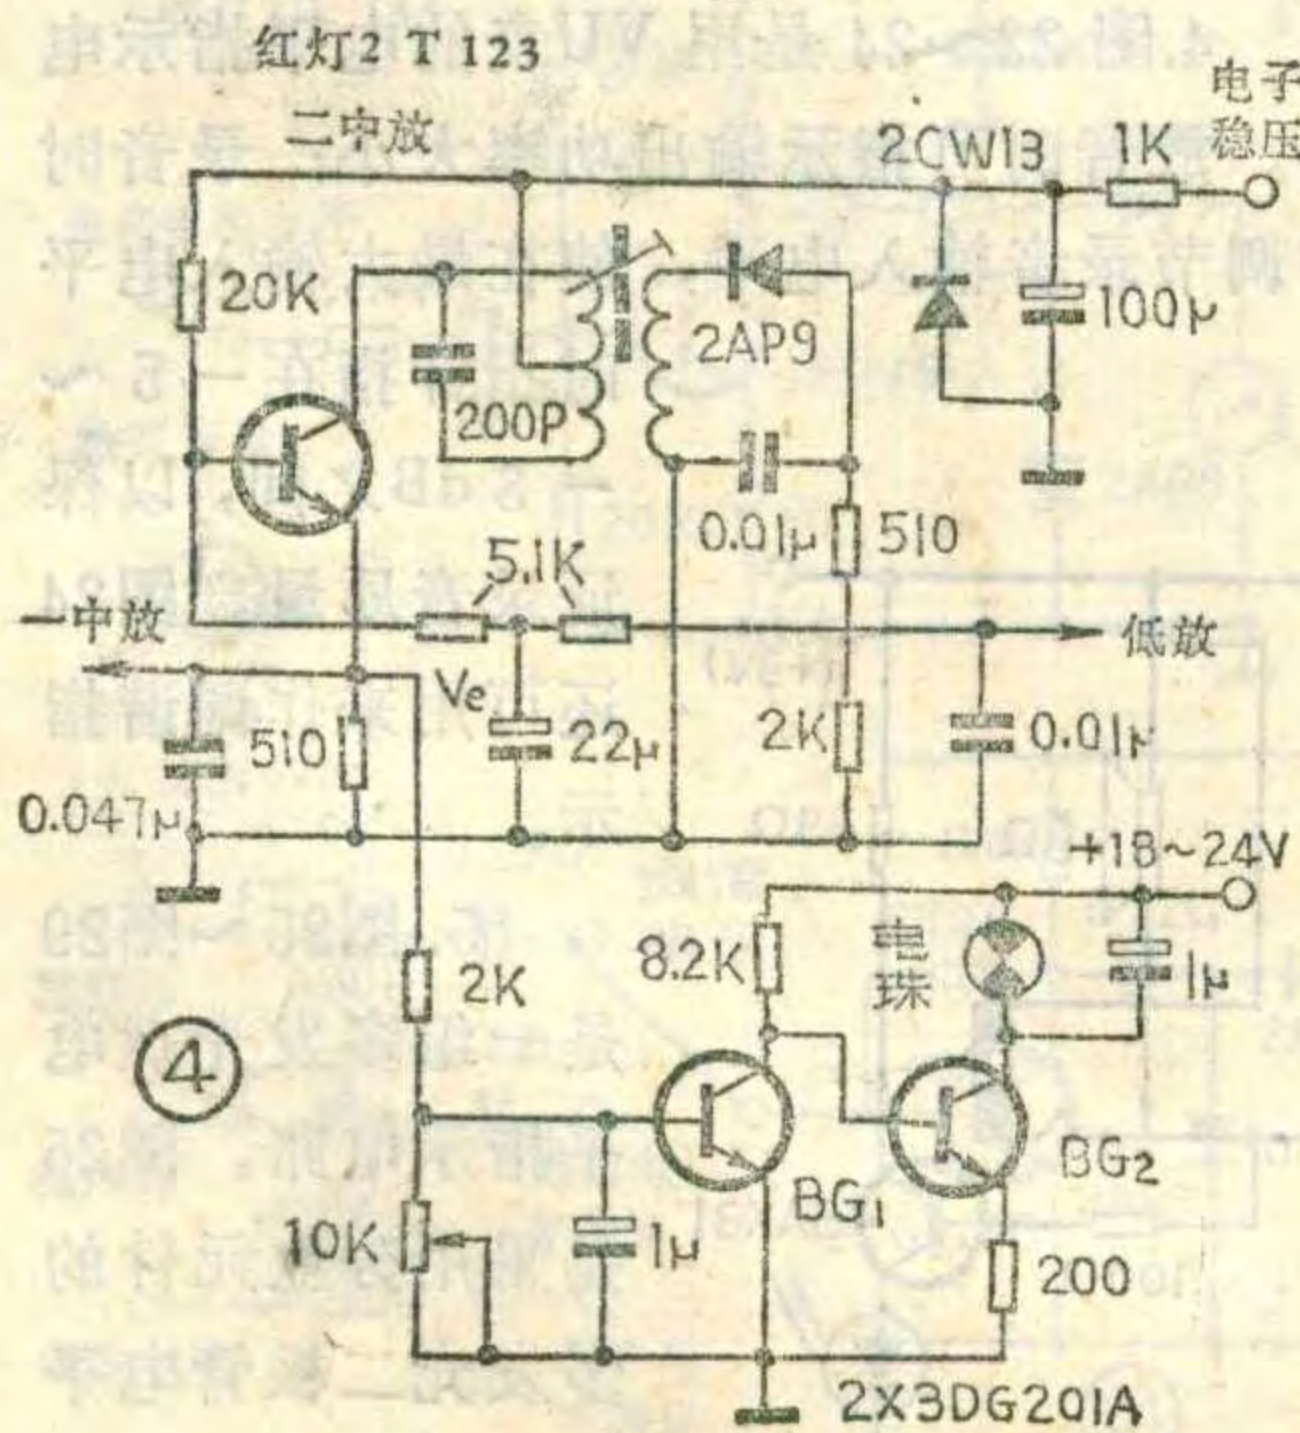 红灯2 T 123
二中放
电子
稳压
2CW13
1K
20K
2AP9
100μ
200P
0.01μ
510
5.1K
一中放
低放
Ve
510
22μ
2K
0.01μ
0.047μ
+18~24V
8.2K
电
珠
1μ
2K
④
BG₁
BG₂
10K
1μ
200
2X3DG201A